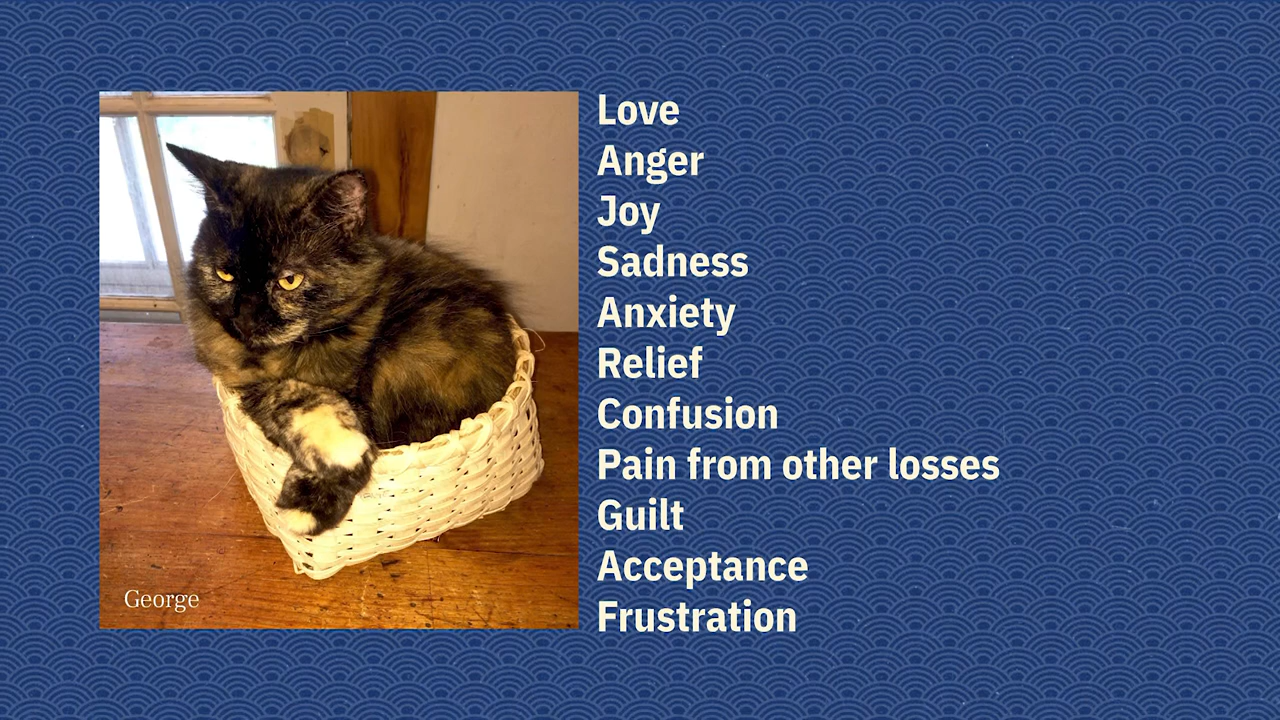 Love
Anger
Joy
Sadness
Anxiety
Relief
Confusion
Pain from other losses
Guilt
Acceptance
Frustration
George